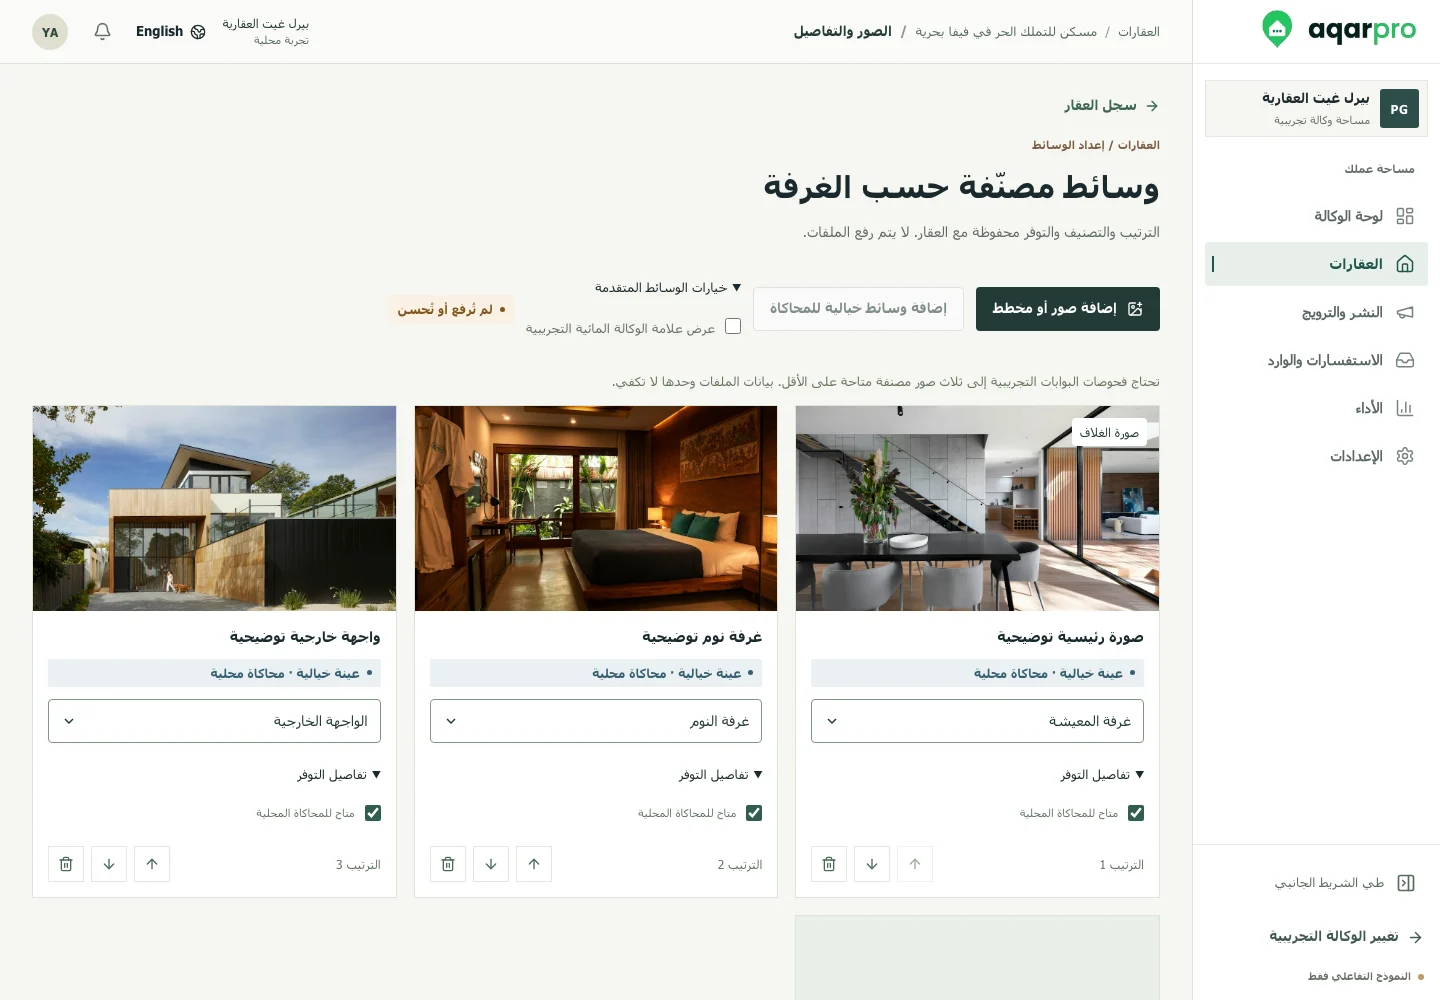 aqarpro
بيرل غيت العقارية
مساحة وكالة تجريبية
PG
مساحة عملك
لوحة الوكالة
العقارات
النشر والترويج
الاستفسارات والوارد
الأداء
الإعدادات
طي الشريط الجانبي
تغيير الوكالة التجريبية
النموذج التفاعلي فقط
العقارات / مسكن للتملك الحر في فيفا بحرية / الصور والتفاصيل
بيرل غيت العقارية
تجربة محلية
English
YA
سجل العقار
العقارات / إعداد الوسائط
وسائط مصنّفة حسب الغرفة
الترتيب والتصنيف والتوفر محفوظة مع العقار. لا يتم رفع الملفات.
إضافة صور أو مخطط
إضافة وسائط خيالية للمحاكاة
خيارات الوسائط المتقدمة
عرض علامة الوكالة المائية التجريبية
لم تُرفع أو تُحسن
تحتاج فحوصات البوابات التجريبية إلى ثلاث صور مصنفة متاحة على الأقل. بيانات الملفات وحدها لا تكفي.
صورة الغلاف
صورة رئيسية توضيحية
عينة خيالية · محاكاة محلية
غرفة المعيشة
تفاصيل التوفر
متاح للمحاكاة المحلية
الترتيب 1
غرفة نوم توضيحية
عينة خيالية · محاكاة محلية
غرفة النوم
تفاصيل التوفر
متاح للمحاكاة المحلية
الترتيب 2
واجهة خارجية توضيحية
عينة خيالية · محاكاة محلية
الواجهة الخارجية
تفاصيل التوفر
متاح للمحاكاة المحلية
الترتيب 3